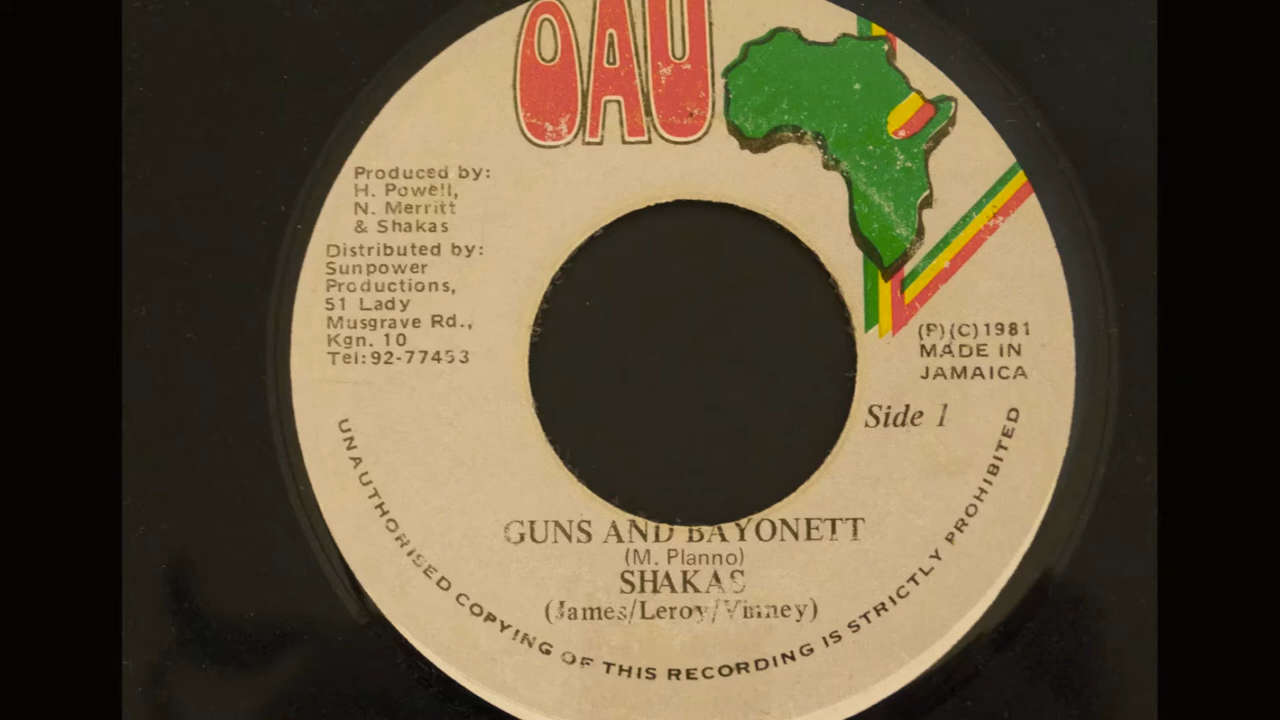 OAU
Produced by:
H. Powell,
N. Merritt
& Shakas
Distributed by:
Sunpower
Productions,
51 Lady
Musgrave Rd.,
Kgn. 10
Tel:92-77453
(P)(C)1981
MADE IN
JAMAICA
Side 1
GUNS AND BAYONETT
(M. Planno)
SHAKAS
(James/Leroy/Vinney)
UNAUTHORISED COPYING OF THIS RECORDING IS STRICTLY PROHIBITED